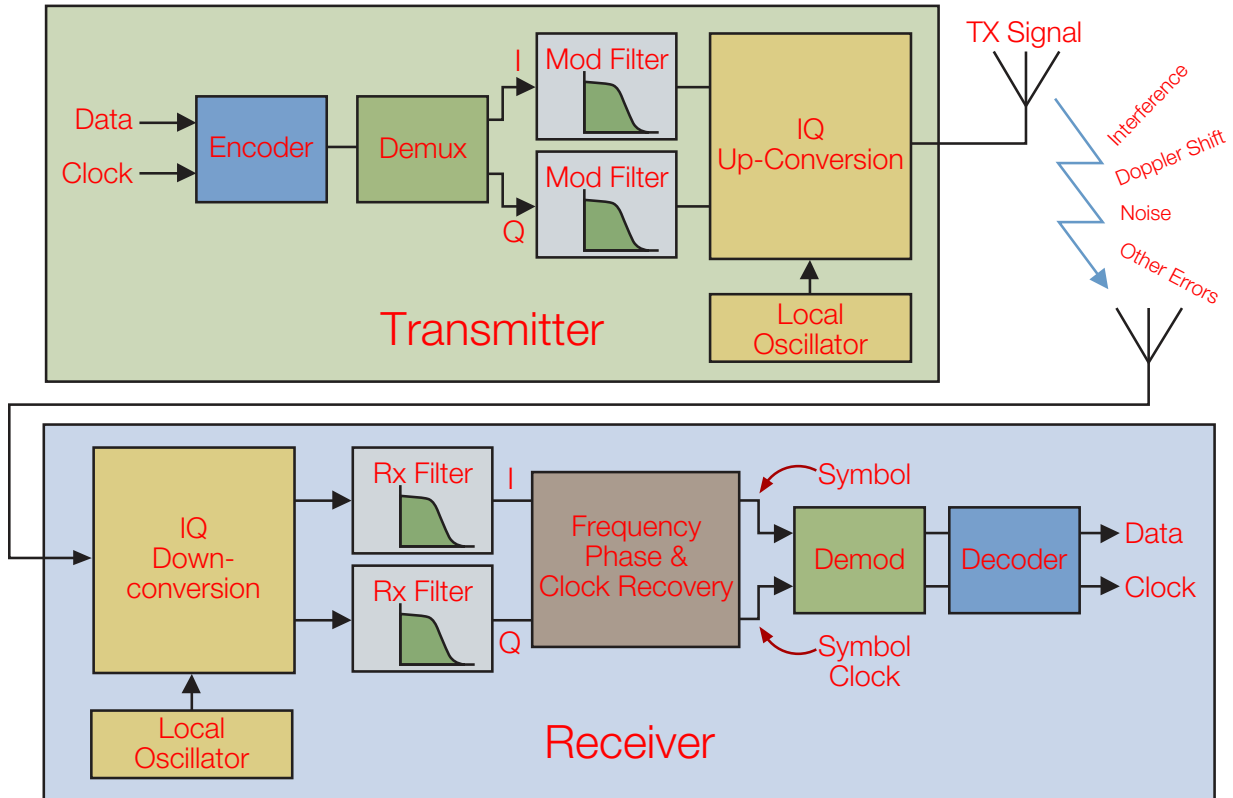 TX Signal
I
Mod Filter
Data
Clock
Encoder
Demux
Mod Filter
Q
IQ
Up-Conversion
Local
Oscillator
Transmitter
Interference
Doppler Shift
Noise
Other Errors
IQ
Down-
conversion
Local
Oscillator
Rx Filter
I
Rx Filter
Q
Frequency
Phase &
Clock Recovery
Symbol
Symbol
Clock
Demod
Decoder
Data
Clock
Receiver